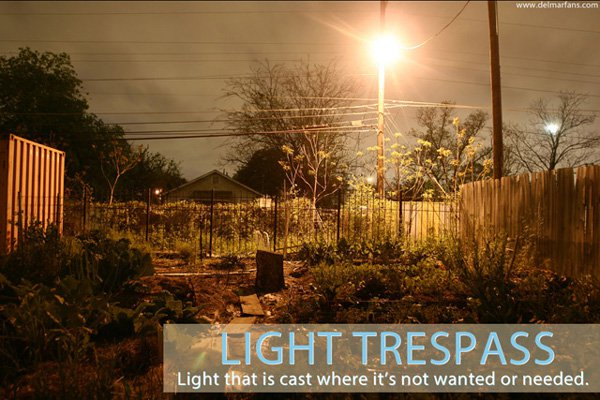 www.delmarfans.com
LIGHT TRESPASS
Light that is cast where it's not wanted or needed.